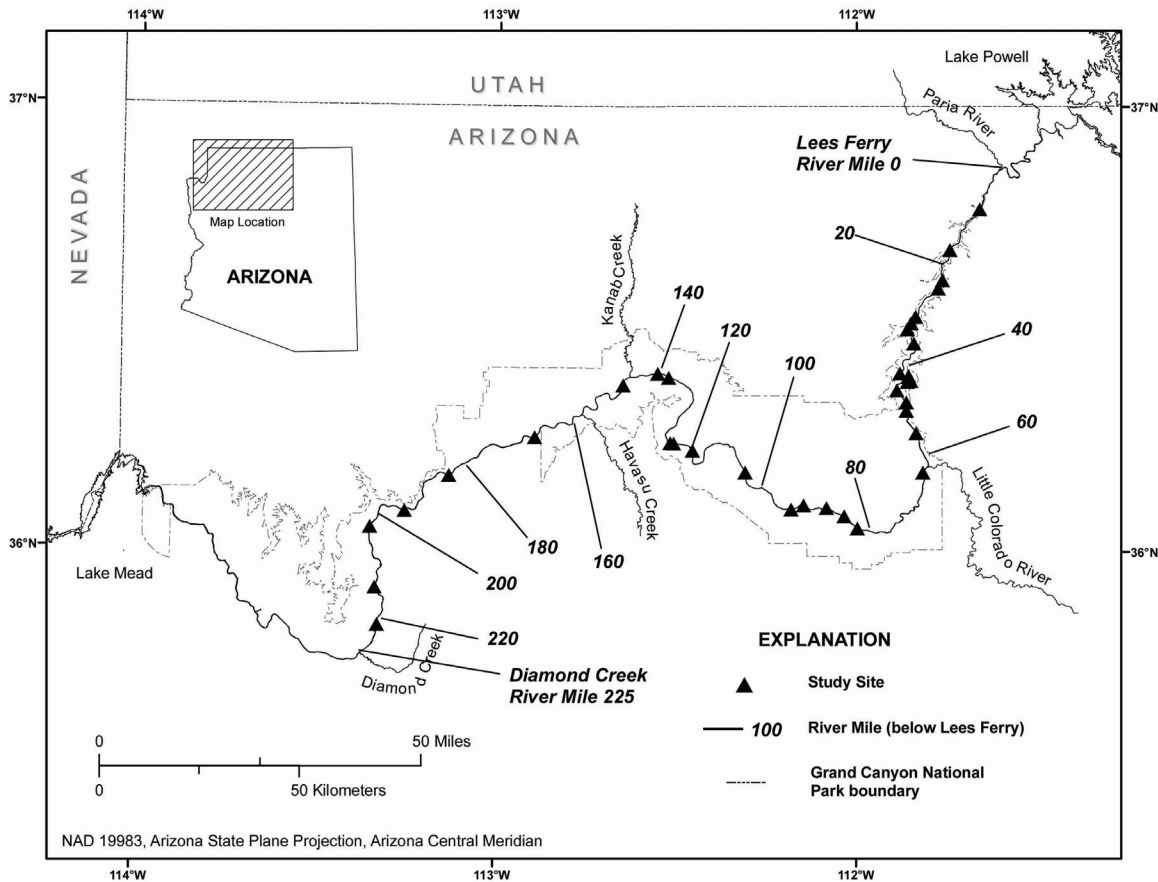 114°W
113°W
112°W
Lake Powell
37°N
UTAH
37°N
ARIZONA
Paria River
Lees Ferry
River Mile 0
NEVADA
Map Location
ARIZONA
20
Kanab Creek
140
120
100
40
60
80
Havasu Creek
Little Colorado River
180
160
36°N
36°N
Lake Mead
200
220
Diamond Creek
Diamond Creek
River Mile 225
EXPLANATION
Study Site
100 River Mile (below Lees Ferry)
Grand Canyon National
Park boundary
0 50 Miles
0 50 Kilometers
NAD 19983, Arizona State Plane Projection, Arizona Central Meridian
114°W
113°W
112°W